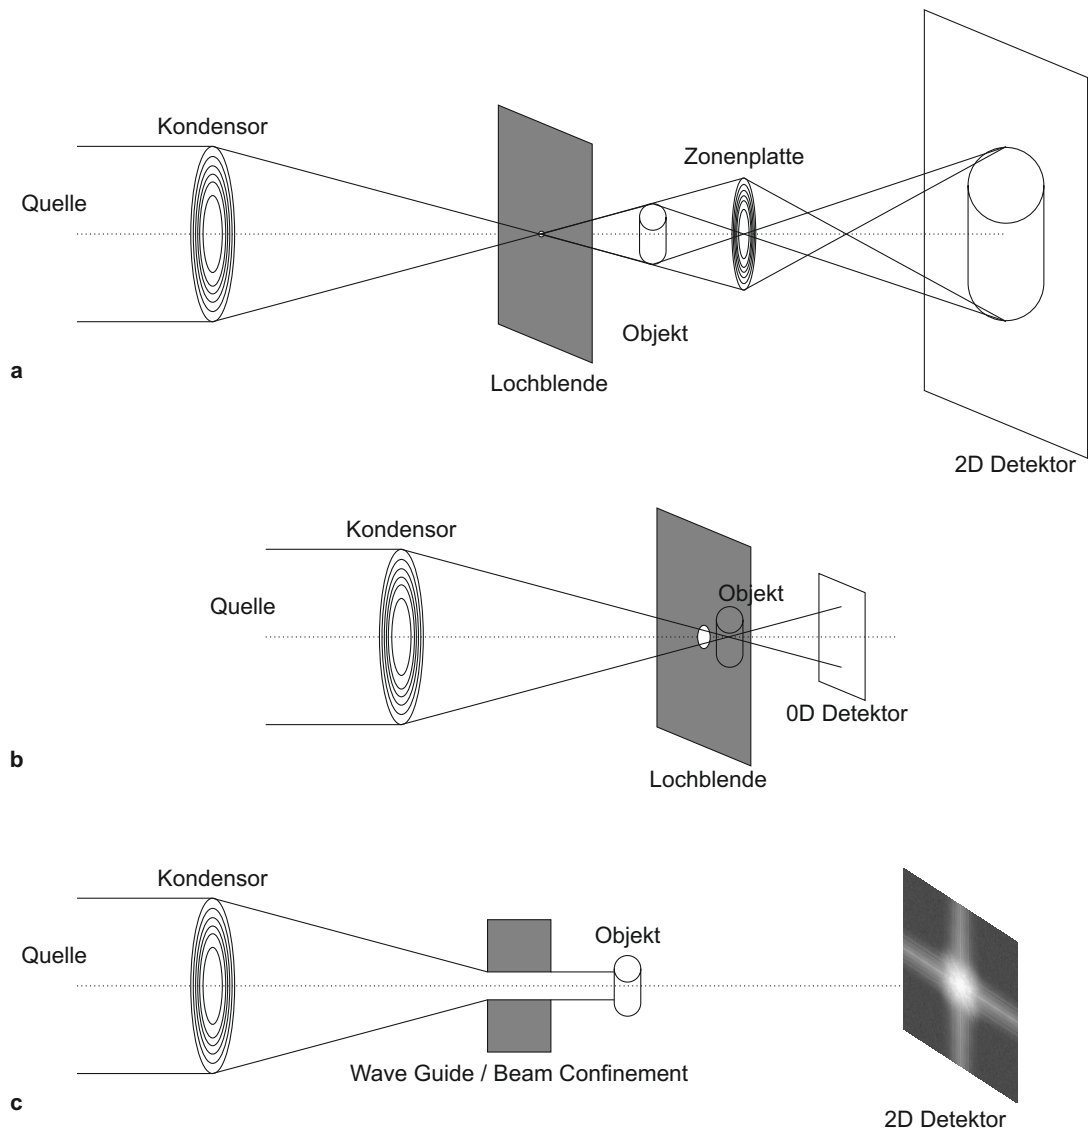 Kondensor
Zonenplatte
Quelle
Objekt
a
Lochblende
2D Detektor
Kondensor
Objekt
Quelle
0D Detektor
b
Lochblende
Kondensor
Objekt
Quelle
Wave Guide / Beam Confinement
c
2D Detektor